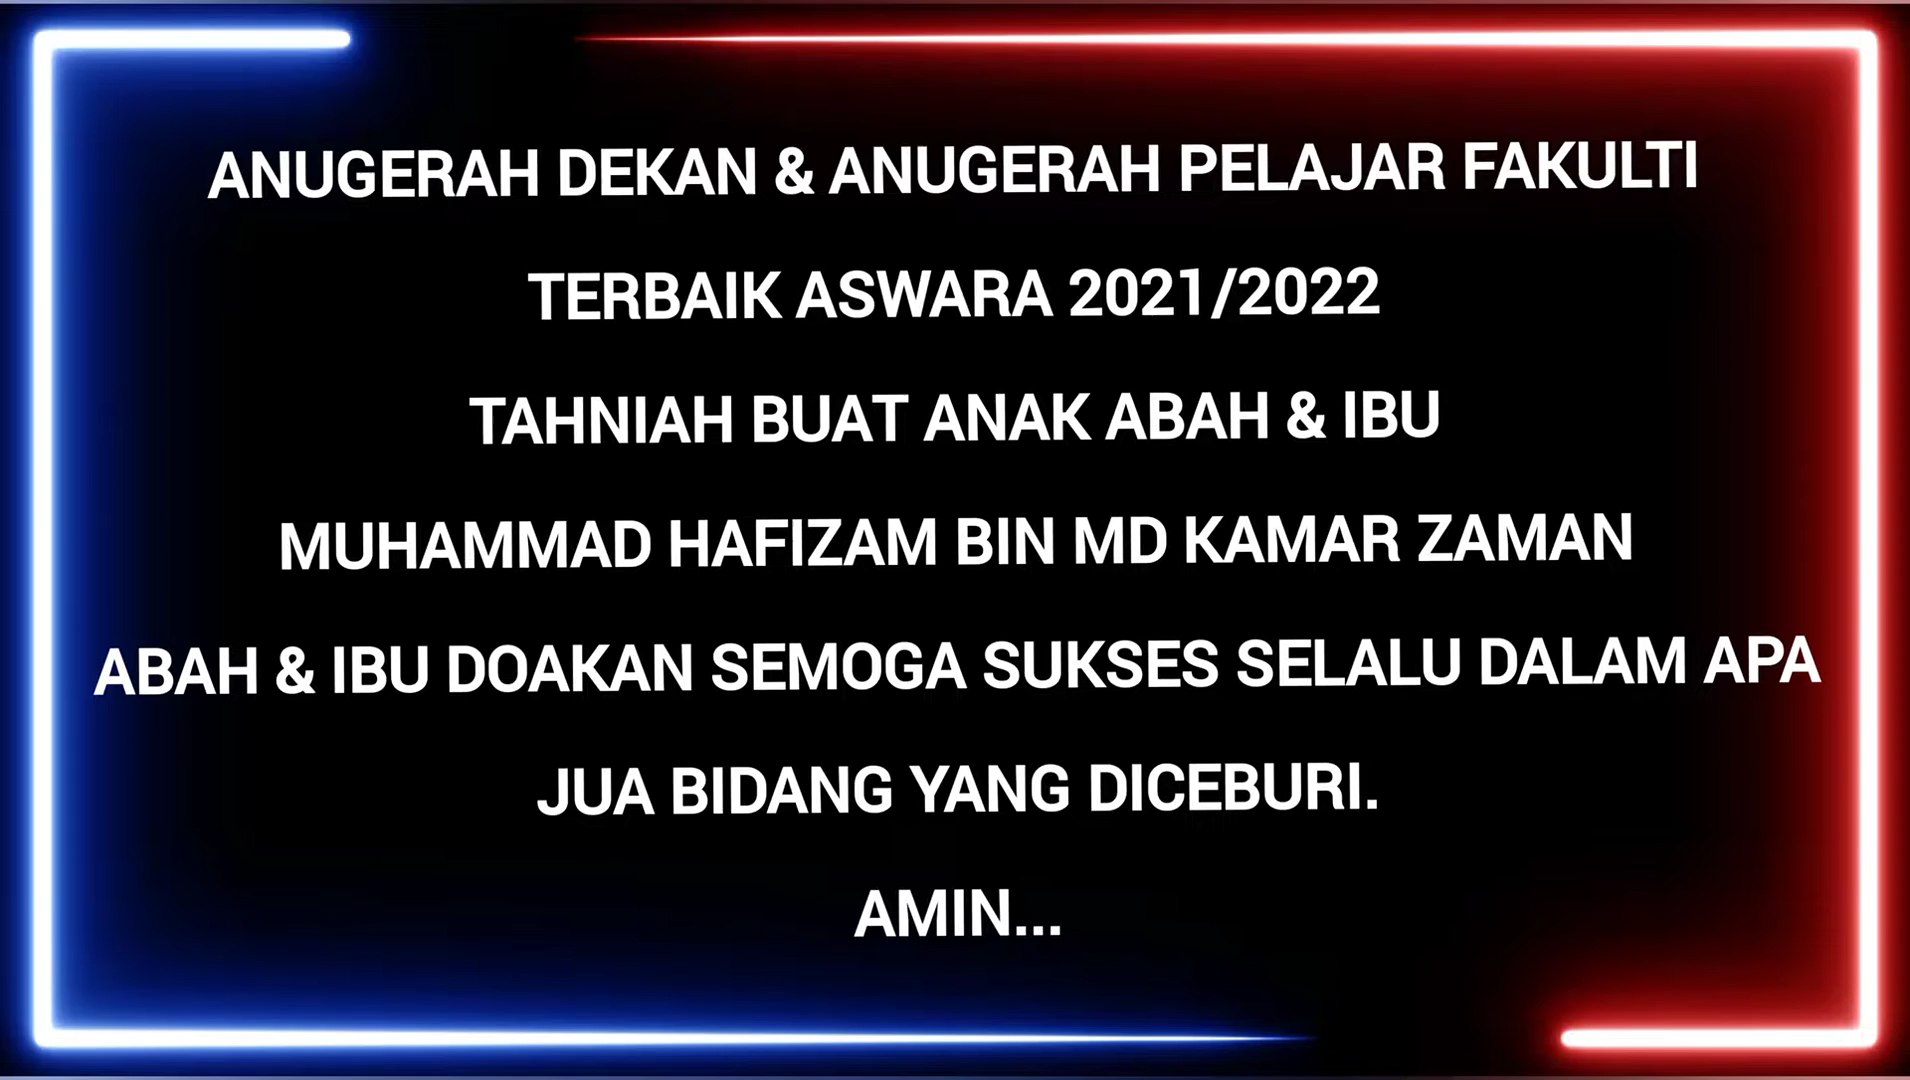 ANUGERAH DEKAN & ANUGERAH PELAJAR FAKULTI
TERBAIK ASWARA 2021/2022
TAHNIAH BUAT ANAK ABAH & IBU
MUHAMMAD HAFIZAM BIN MD KAMAR ZAMAN
ABAH & IBU DOAKAN SEMOGA SUKSES SELALU DALAM APA
JUA BIDANG YANG DICEBURI.
AMIN...